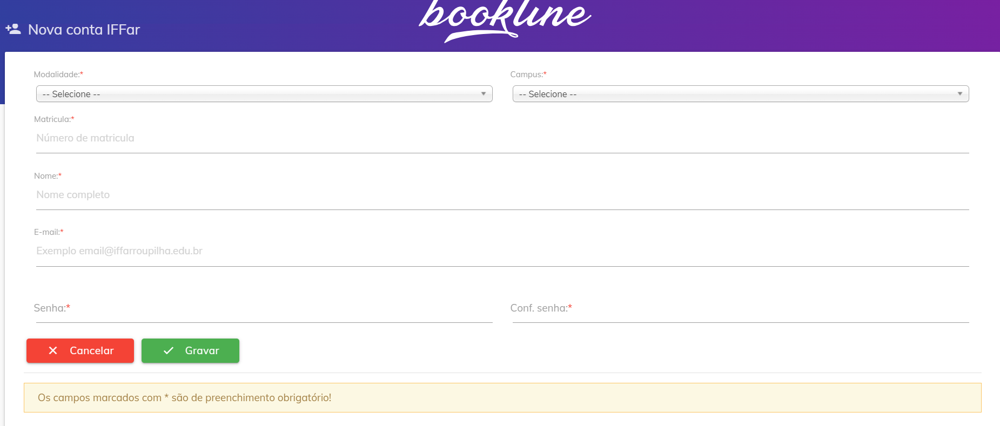 bookline
Nova conta IFFar
Modalidade:*
Campus:*
-- Selecione --
-- Selecione --
Matricula:*
Número de matricula
Nome:*
Nome completo
E-mail:*
Exemplo email@iffarroupilha.edu.br
Senha:*
Conf. senha:*
Cancelar
Gravar
Os campos marcados com * são de preenchimento obrigatório!